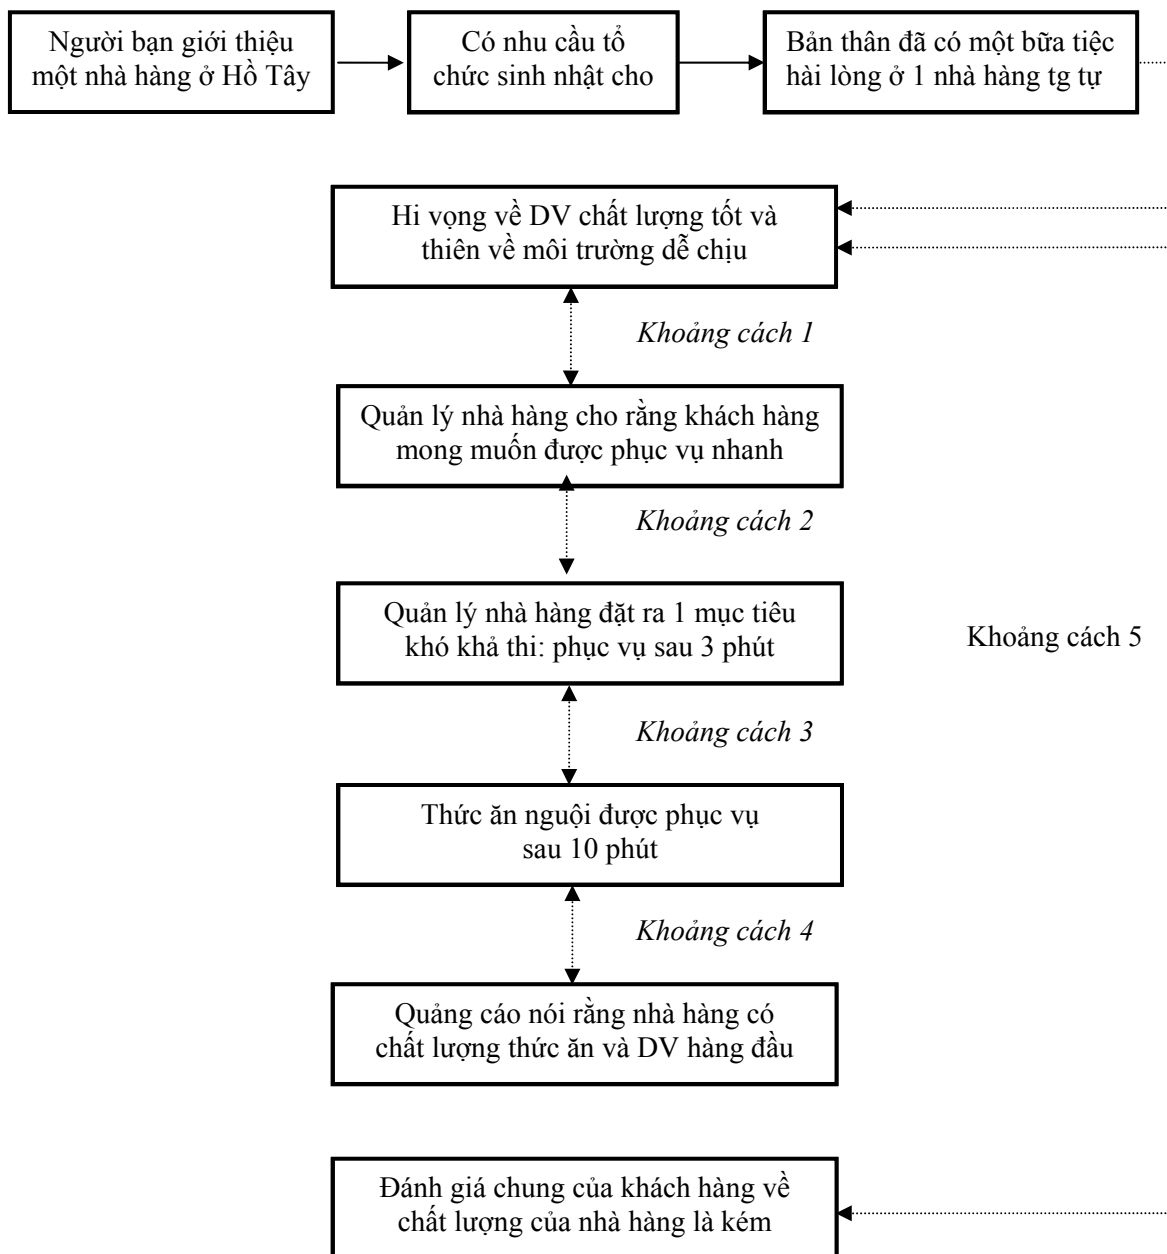 Người bạn giới thiệu
một nhà hàng ở Hồ Tây
Có nhu cầu tổ
chức sinh nhật cho
Bản thân đã có một bữa tiệc
hài lòng ở 1 nhà hàng tg tự
Hi vọng về DV chất lượng tốt và
thiên về môi trường dễ chịu
Khoảng cách 1
Quản lý nhà hàng cho rằng khách hàng
mong muốn được phục vụ nhanh
Khoảng cách 2
Quản lý nhà hàng đặt ra 1 mục tiêu
khó khả thi: phục vụ sau 3 phút
Khoảng cách 5
Khoảng cách 3
Thức ăn nguội được phục vụ
sau 10 phút
Khoảng cách 4
Quảng cáo nói rằng nhà hàng có
chất lượng thức ăn và DV hàng đầu
Đánh giá chung của khách hàng về
chất lượng của nhà hàng là kém